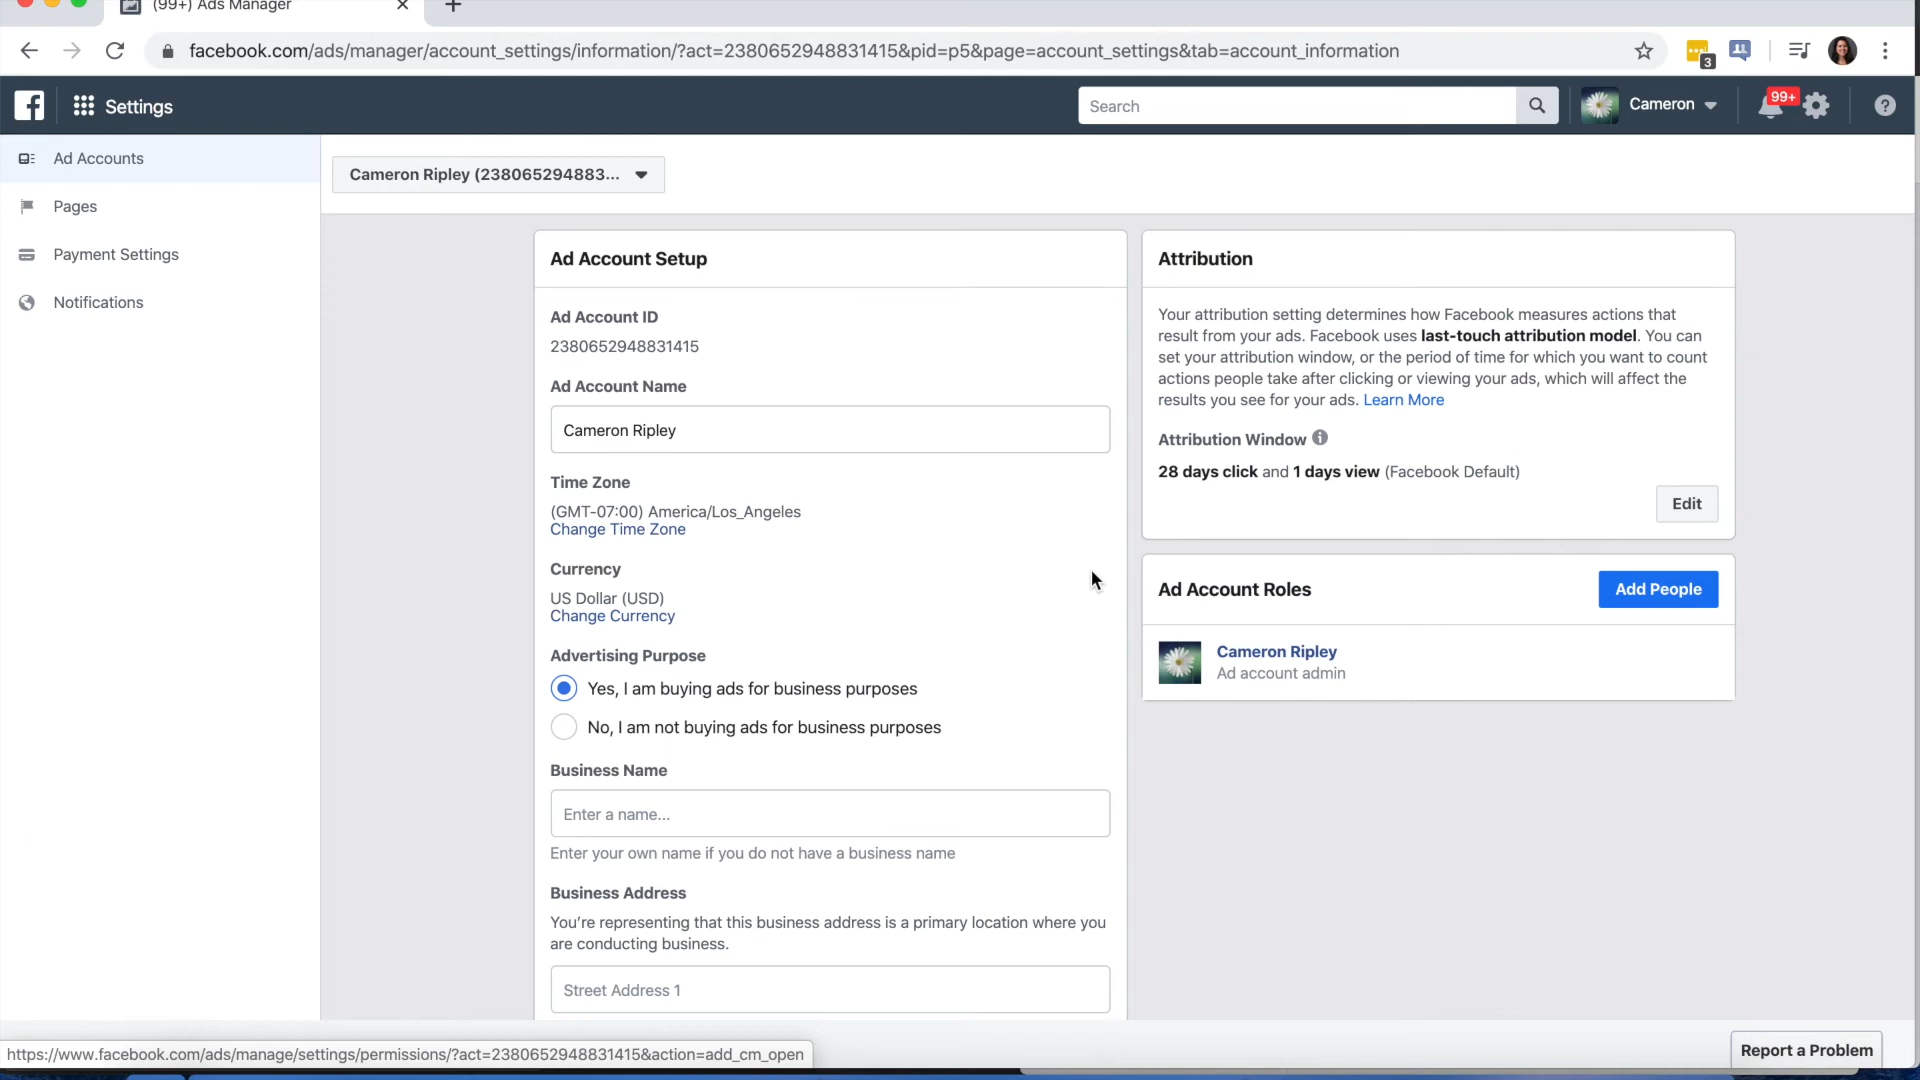 (99+) Ads Manager
facebook.com/ads/manager/account_settings/information/?act=2380652948831415&pid=p5&page=account_settings&tab=account_information
3
Settings
Search
Cameron
99+
Ad Accounts
Pages
Payment Settings
Notifications
Cameron Ripley (238065294883...
Ad Account Setup
Ad Account ID
2380652948831415
Ad Account Name
Cameron Ripley
Time Zone
(GMT-07:00) America/Los_Angeles
Change Time Zone
Currency
US Dollar (USD)
Change Currency
Advertising Purpose
Yes, I am buying ads for business purposes
No, I am not buying ads for business purposes
Business Name
Enter a name...
Enter your own name if you do not have a business name
Business Address
You're representing that this business address is a primary location where you
are conducting business.
Street Address 1
Attribution
Your attribution setting determines how Facebook measures actions that
result from your ads. Facebook uses last-touch attribution model. You can
set your attribution window, or the period of time for which you want to count
actions people take after clicking or viewing your ads, which will affect the
results you see for your ads. Learn More
Attribution Window
28 days click and 1 days view (Facebook Default)
Edit
Ad Account Roles
Add People
Cameron Ripley
Ad account admin
https://www.facebook.com/ads/manage/settings/permissions/?act=2380652948831415&action=add_cm_open
Report a Problem